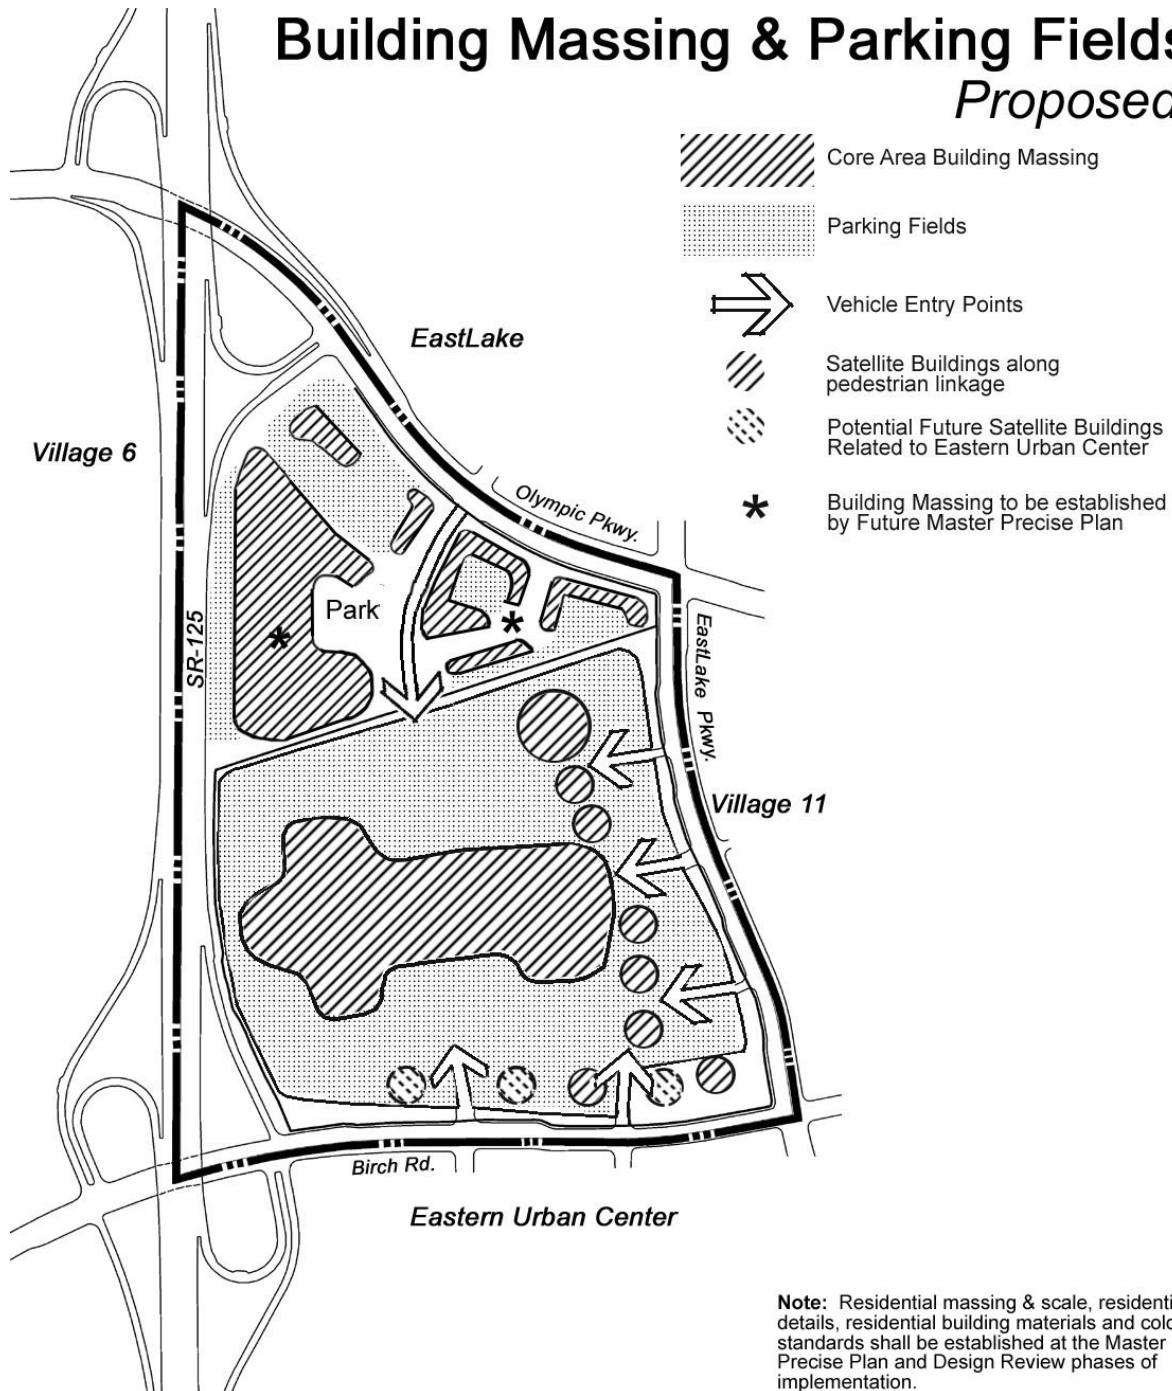 Building Massing & Parking Fields
Proposed
Core Area Building Massing
Parking Fields
Vehicle Entry Points
Satellite Buildings along
pedestrian linkage
Potential Future Satellite Buildings
Related to Eastern Urban Center
* Building Massing to be established
by Future Master Precise Plan
EastLake
Village 6
Olympic Pkwy.
Park
*
*
SR-125
EastLake Pkwy.
Village 11
Birch Rd.
Eastern Urban Center
Note: Residential massing & scale, residenti
details, residential building materials and colo
standards shall be established at the Master
Precise Plan and Design Review phases of
implementation.